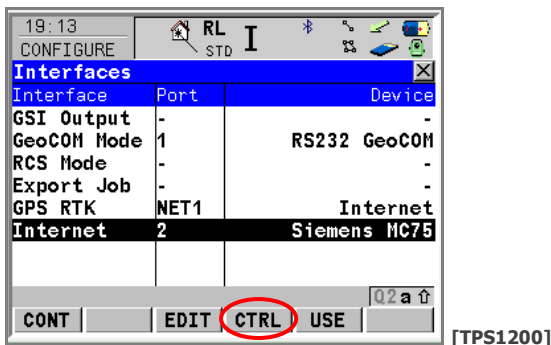 19:13
CONFIGURE
RL
STD
I
Interfaces
Interface Port Device
GSI Output - -
GeoCOM Mode 1 RS232 GeoCOM
RCS Mode - -
Export Job - -
GPS RTK NET1 Internet
Internet 2 Siemens MC75
Q2 a ⇧
CONT EDIT CTRL USE
[TPS1200]